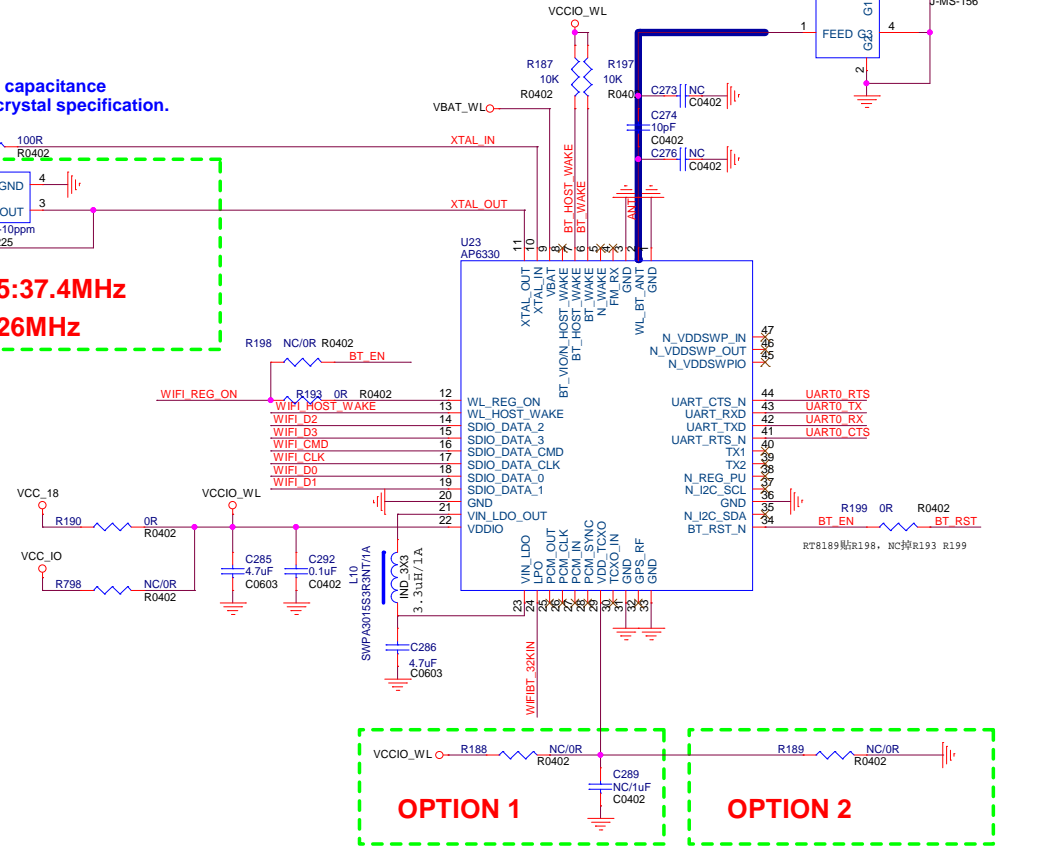 J-MS-156
VCCIO_WL
G1
1
FEED
G3
G2
4
2
capacitance
crystal specification.
R187
10K
R0402
R197
10K
R040
VBAT_WL
C273
NC
C0402
C274
10pF
C0402
C276
NC
C0402
100R
R0402
XTAL_IN
GND
4
OUT
3
XTAL_OUT
-10ppm
225
BT_HOST_WAKE
BT_WAKE
ANT
5:37.4MHz
26MHz
U23
AP6330
11
10
9
8
7
6
5
4
3
2
1
XTAL_OUT
XTAL_IN
VBAT
BT_VIO/N_HOST_WAKE
BT_HOST_WAKE
BT_WAKE
N_WAKE
FM_RX
GND
WL_BT_ANT
GND
N_VDDSWP_IN
47
N_VDDSWP_OUT
46
N_VDDSWPIO
45
R198
NC/0R
R0402
BT_EN
WIFI_REG_ON
R193
0R
R0402
12
WL_REG_ON
WIFI_HOST_WAKE
13
WL_HOST_WAKE
WIFI_D2
14
SDIO_DATA_2
WIFI_D3
15
SDIO_DATA_3
WIFI_CMD
16
SDIO_DATA_CMD
WIFI_CLK
17
SDIO_DATA_CLK
WIFI_D0
18
SDIO_DATA_0
WIFI_D1
19
SDIO_DATA_1
20
GND
21
VIN_LDO_OUT
22
VDDIO
UART_CTS_N
44
UART0_RTS
UART_RXD
43
UART0_TX
UART_TXD
42
UART0_RX
UART_RTS_N
41
UART0_CTS
TX1
40
TX2
39
N_REG_PU
38
N_I2C_SCL
37
GND
36
N_I2C_SDA
35
BT_RST_N
34
BT_EN
R199
0R
R0402
BT_RST
RT8189贴R198，NC掉R193 R199
VCC_18
R190
0R
R0402
VCC_IO
R798
NC/0R
R0402
VCCIO_WL
C285
4.7uF
C0603
C292
0.1uF
C0402
L10
SWPA3015S3R3NT/1A
IND_3X3
3.3uH/1A
C286
4.7uF
C0603
VIN_LDO
LPO
PCM_OUT
PCM_CLK
PCM_IN
PCM_SYNC
VDD_TCXO
TCXO_IN
GND
GPS_RF
GND
23
24
25
26
27
28
29
30
31
32
33
WIFIBT_32KIN
VCCIO_WL
R188
NC/0R
R0402
C289
NC/1uF
C0402
OPTION 1
R189
NC/0R
R0402
OPTION 2